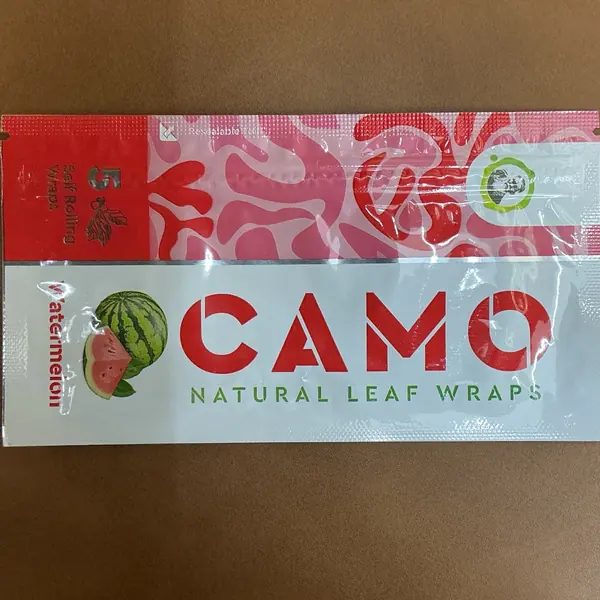 Resealable
5
Self Rolling
Wraps
Watermelon
CAMO
NATURAL LEAF WRAPS